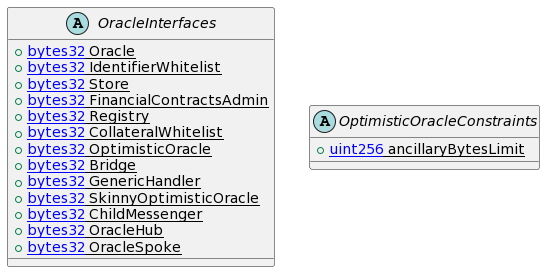 A OracleInterfaces
bytes32 Oracle
bytes32 IdentifierWhitelist
bytes32 Store
bytes32 FinancialContractsAdmin
bytes32 Registry
bytes32 CollateralWhitelist
bytes32 OptimisticOracle
bytes32 Bridge
bytes32 GenericHandler
bytes32 SkinnyOptimisticOracle
bytes32 ChildMessenger
bytes32 OracleHub
bytes32 OracleSpoke
A OptimisticOracleConstraints
uint256 ancillaryBytesLimit